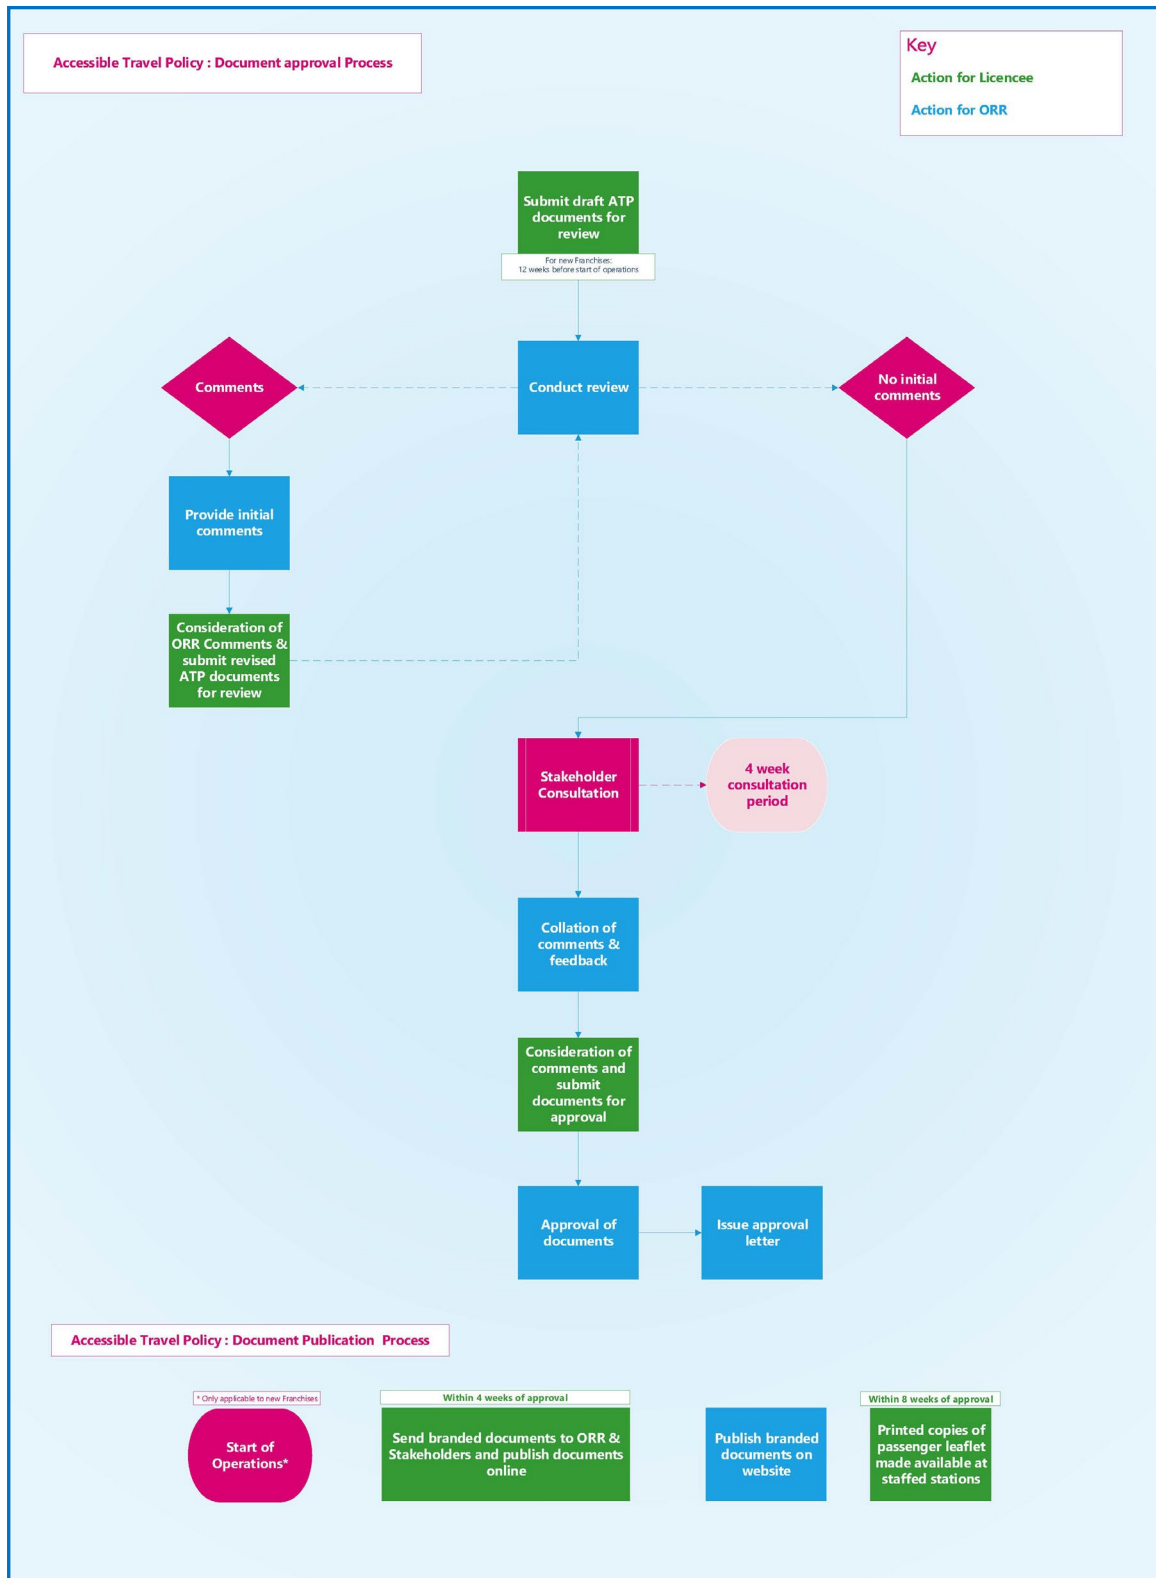 Accessible Travel Policy : Document approval Process
Key
Action for Licencee
Action for ORR
Submit draft ATP
documents for
review
For new Franchises:
12 weeks before start of operations
Comments
Conduct review
No initial
comments
Provide initial
comments
Consideration of
ORR Comments &
submit revised
ATP documents
for review
Stakeholder
Consultation
4 week
consultation
period
Collation of
comments &
feedback
Consideration of
comments and
submit
documents for
approval
Approval of
documents
Issue approval
letter
Accessible Travel Policy : Document Publication Process
* Only applicable to new Franchises
Start of
Operations*
Within 4 weeks of approval
Send branded documents to ORR &
Stakeholders and publish documents
online
Publish branded
documents on
website
Within 8 weeks of approval
Printed copies of
passenger leaflet
made available at
staffed stations